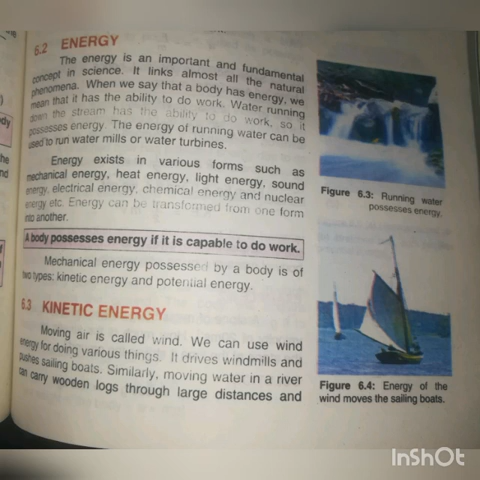 6.2 ENERGY
The energy is an important and fundamental
concept in science. It links almost all the natural
phenomena. When we say that a body has energy, we
mean that it has the ability to do work. Water running
down the stream has the ability to do work, so it
possesses energy. The energy of running water can be
used to run water mills or water turbines.
Energy exists in various forms such as
mechanical energy, heat energy, light energy, sound
energy, electrical energy, chemical energy and nuclear
energy etc. Energy can be transformed from one form
into another.
A body possesses energy if it is capable to do work.
Mechanical energy possessed by a body is of
two types: kinetic energy and potential energy.
6.3 KINETIC ENERGY
Moving air is called wind. We can use wind
energy for doing various things. It drives windmills and
pushes sailing boats. Similarly, moving water in a river
can carry wooden logs through large distances and
Figure 6.3: Running water
possesses energy.
Figure 6.4: Energy of the
wind moves the sailing boats.
InShOt